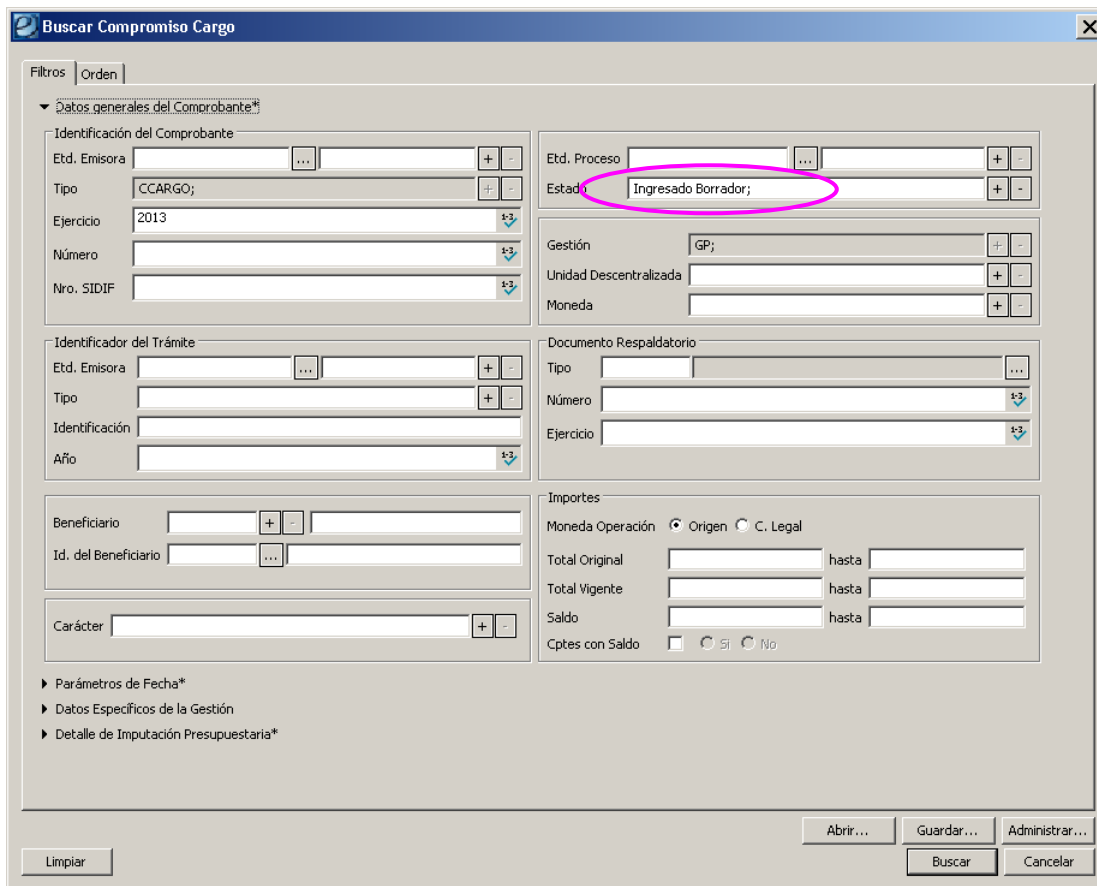 Buscar Compromiso Cargo
Filtros
Orden
Datos generales del Comprobante*
Identificación del Comprobante
Etd. Emisora ... + -
Tipo CCARGO; + -
Ejercicio 2013 1-3
Número 1-3
Nro. SIDIF 1-3
Etd. Proceso ... + -
Estado Ingresado Borrador; + -
Gestión GP; + -
Unidad Descentralizada + -
Moneda + -
Identificador del Trámite
Etd. Emisora ... + -
Tipo + -
Identificación
Año 1-3
Documento Respaldatorio
Tipo ...
Número 1-3
Ejercicio 1-3
Beneficiario + -
Id. del Beneficiario ...
Carácter + -
Importes
Moneda Operación Origen C. Legal
Total Original hasta
Total Vigente hasta
Saldo hasta
Cptes con Saldo Si No
Parámetros de Fecha*
Datos Específicos de la Gestión
Detalle de Imputación Presupuestaria*
Abrir... Guardar... Administrar...
Limpiar Buscar Cancelar